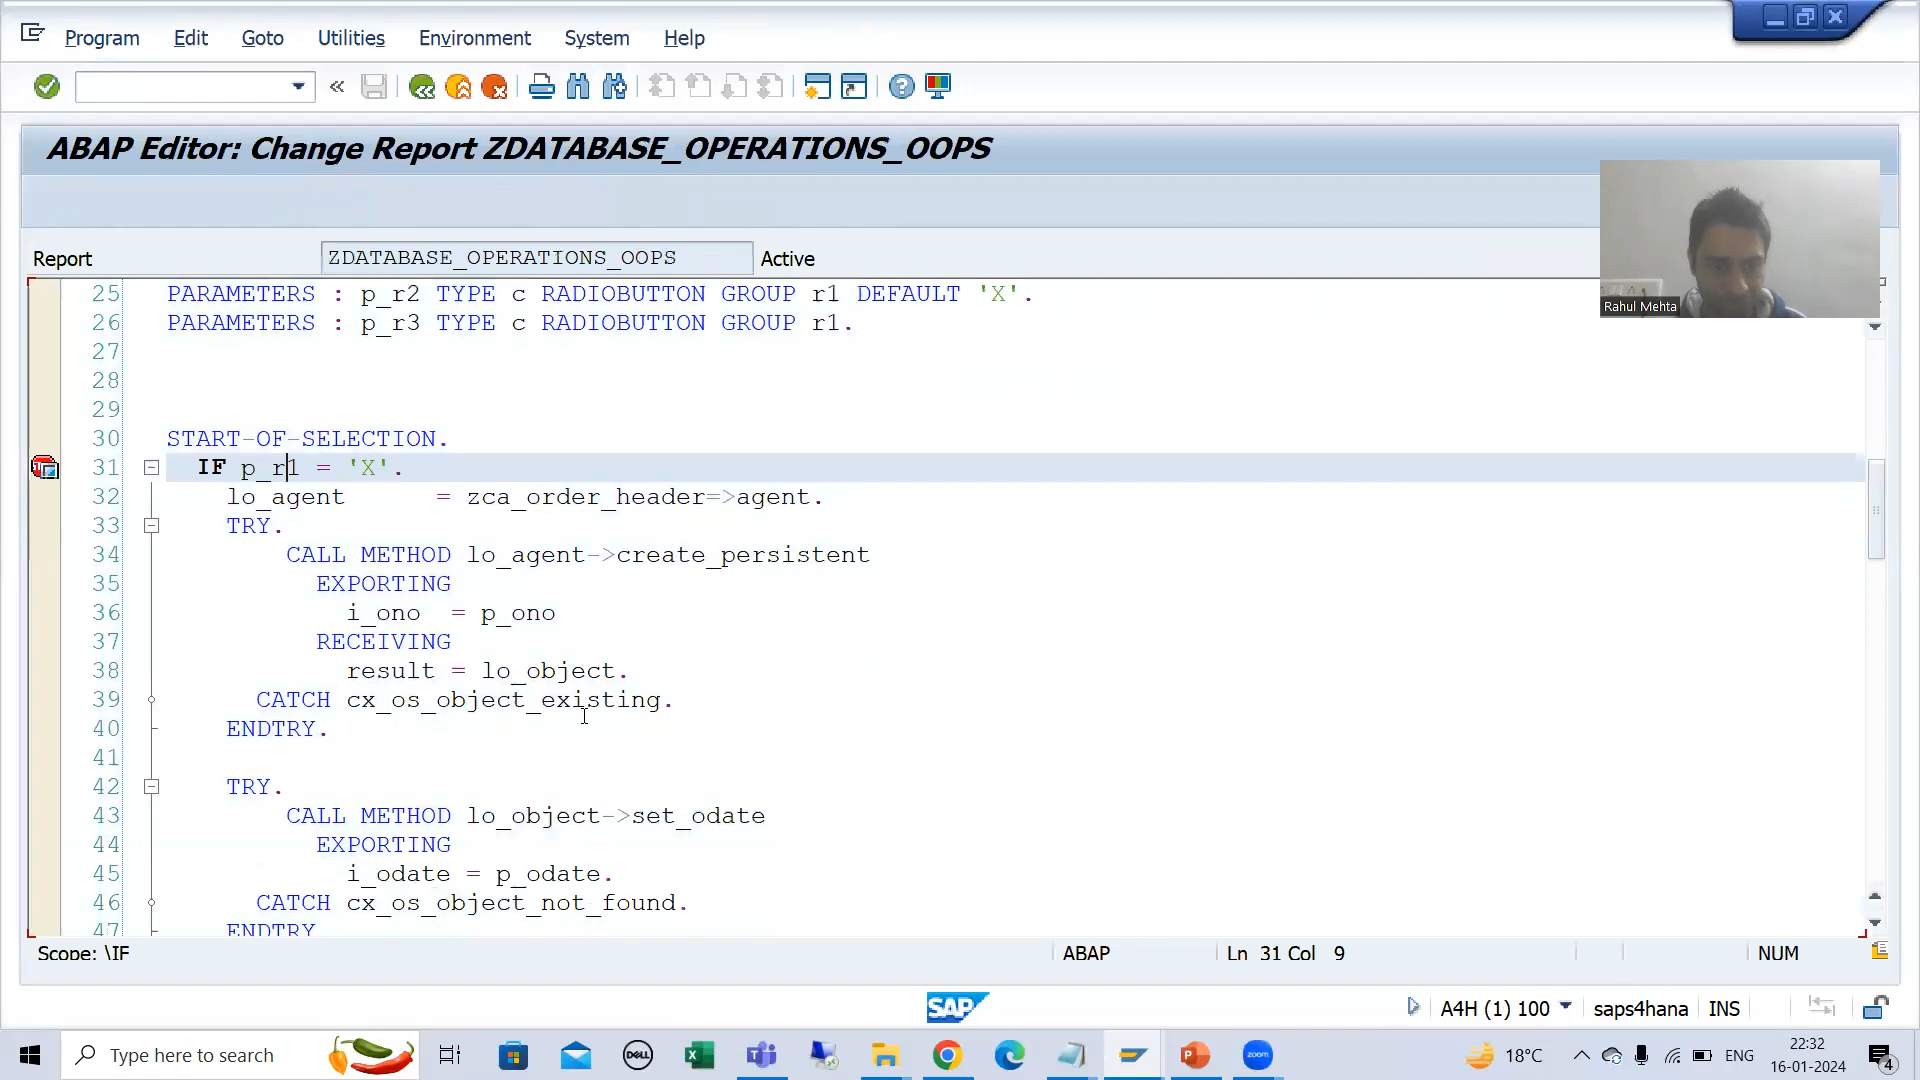 Program Edit Goto Utilities Environment System Help
ABAP Editor: Change Report ZDATABASE_OPERATIONS_OOPS
Rahul Mehta
Report ZDATABASE_OPERATIONS_OOPS Active
25 PARAMETERS : p_r2 TYPE c RADIOBUTTON GROUP r1 DEFAULT 'X'.
26 PARAMETERS : p_r3 TYPE c RADIOBUTTON GROUP r1.
27
28
29
30 START-OF-SELECTION.
31 IF p_r1 = 'X'.
32 lo_agent = zca_order_header=>agent.
33 TRY.
34 CALL METHOD lo_agent->create_persistent
35 EXPORTING
36 i_ono = p_ono
37 RECEIVING
38 result = lo_object.
39 CATCH cx_os_object_existing.
40 ENDTRY.
41
42 TRY.
43 CALL METHOD lo_object->set_odate
44 EXPORTING
45 i_odate = p_odate.
46 CATCH cx_os_object_not_found.
47 ENDTRY
Scope: \IF ABAP Ln 31 Col 9 NUM
SAP A4H (1) 100 saps4hana INS
Type here to search DELL zoom 18°C ENG 22:32
16-01-2024 4